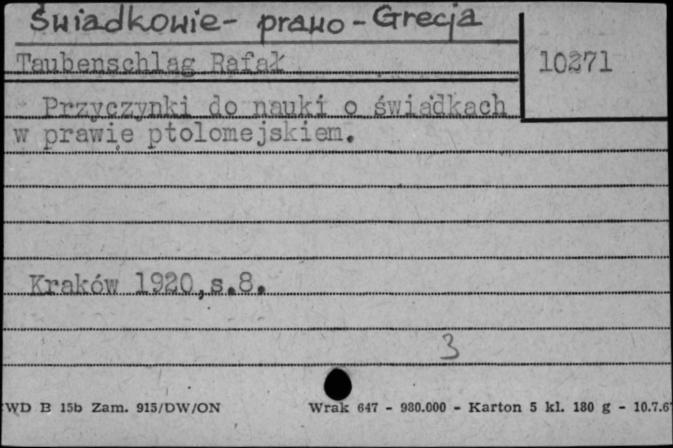 Świadkowie - prawo - Grecja
Taubenschlag Rafał
10271
Przyczynki do nauki o świadkach
w prawie ptolomejskiem.
Kraków 1920, s.8.
3
WD B 15b Zam. 915/DW/ON
Wrak 647 - 980.000 - Karton 5 kl. 180 g - 10.7.6